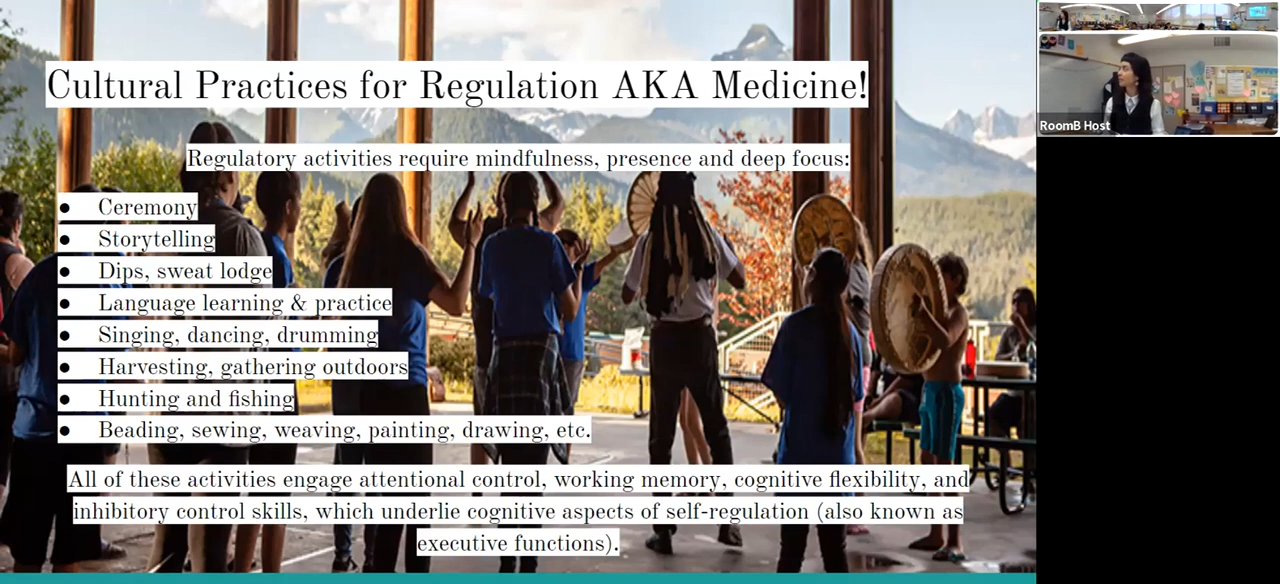 Cultural Practices for Regulation AKA Medicine!
Regulatory activities require mindfulness, presence and deep focus:
● Ceremony
● Storytelling
● Dips, sweat lodge
● Language learning & practice
● Singing, dancing, drumming
● Harvesting, gathering outdoors
● Hunting and fishing
● Beading, sewing, weaving, painting, drawing, etc.
All of these activities engage attentional control, working memory, cognitive flexibility, and
inhibitory control skills, which underlie cognitive aspects of self-regulation (also known as
executive functions).
RoomB Host